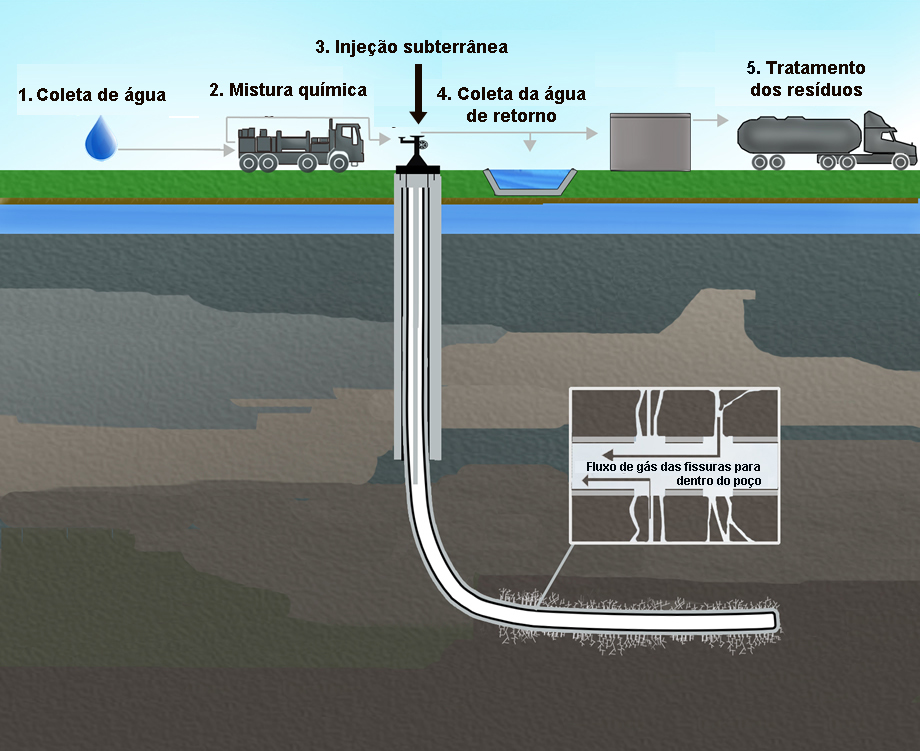 3. Injeção subterrânea
1. Coleta de água
2. Mistura química
4. Coleta da água
de retorno
5. Tratamento
dos resíduos
Fluxo de gás das fissuras para
dentro do poço